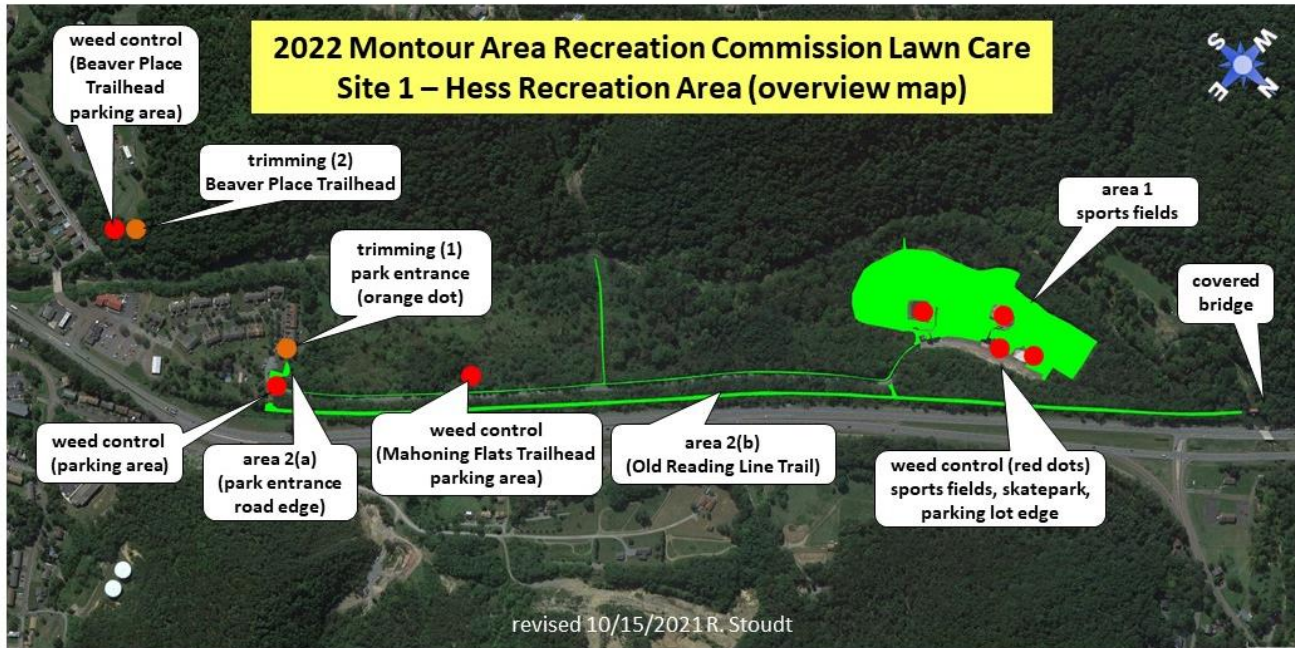 2022 Montour Area Recreation Commission Lawn Care
Site 1 – Hess Recreation Area (overview map)
weed control
(Beaver Place
Trailhead
parking area)
S
W
E
N
trimming (2)
Beaver Place Trailhead
area 1
sports fields
trimming (1)
park entrance
(orange dot)
covered
bridge
weed control
(parking area)
area 2(a)
(park entrance
road edge)
weed control
(Mahoning Flats Trailhead
parking area)
area 2(b)
(Old Reading Line Trail)
weed control (red dots)
sports fields, skatepark,
parking lot edge
revised 10/15/2021 R. Stoudt